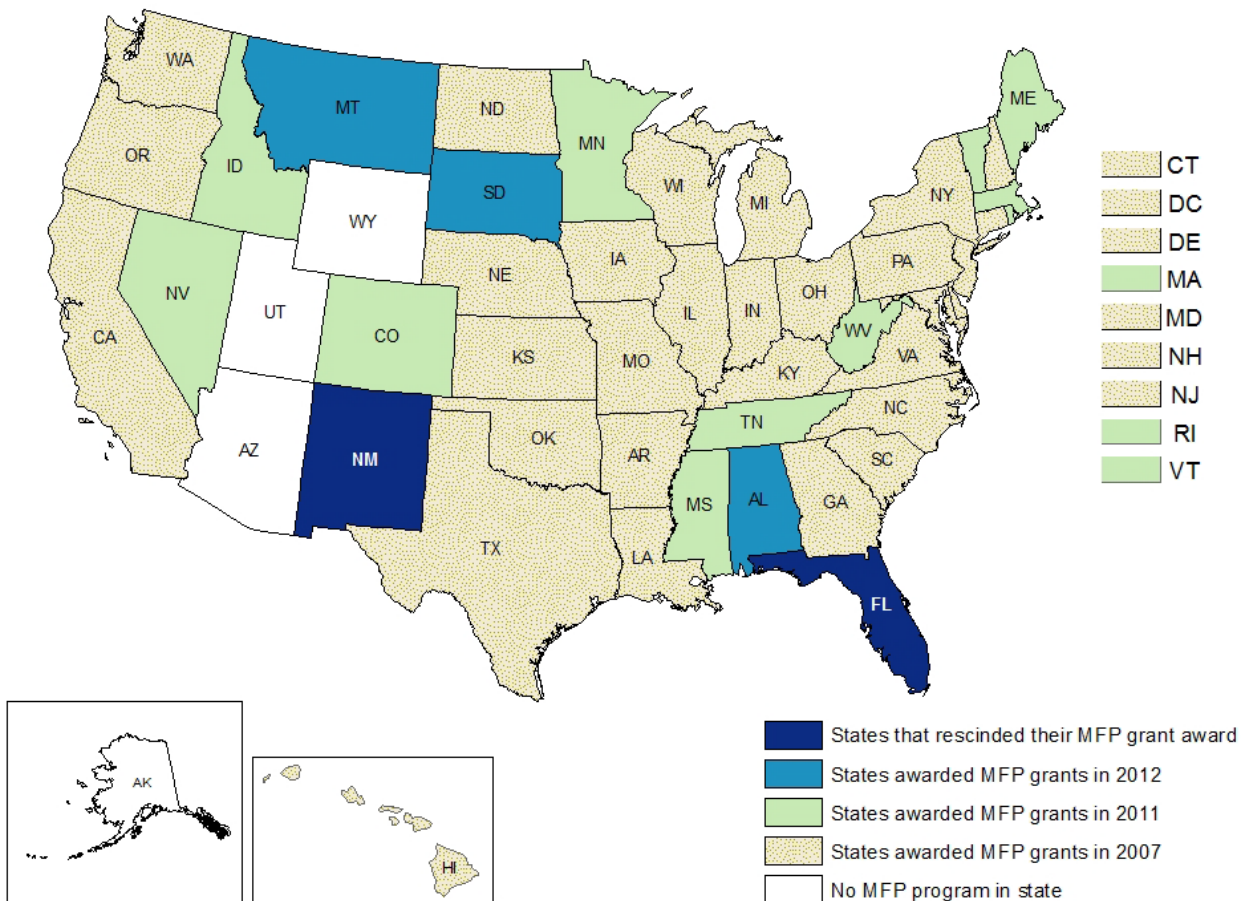 WA
MT
ND
MN
ME
OR
ID
SD
WI
MI
NY
WY
NE
IA
PA
NV
UT
CO
IL
IN
OH
WV
CA
KS
MO
KY
VA
AZ
NM
OK
AR
TN
NC
SC
TX
LA
MS
AL
GA
FL
AK
HI
CT
DC
DE
MA
MD
NH
NJ
RI
VT
States that rescinded their MFP grant award
States awarded MFP grants in 2012
States awarded MFP grants in 2011
States awarded MFP grants in 2007
No MFP program in state